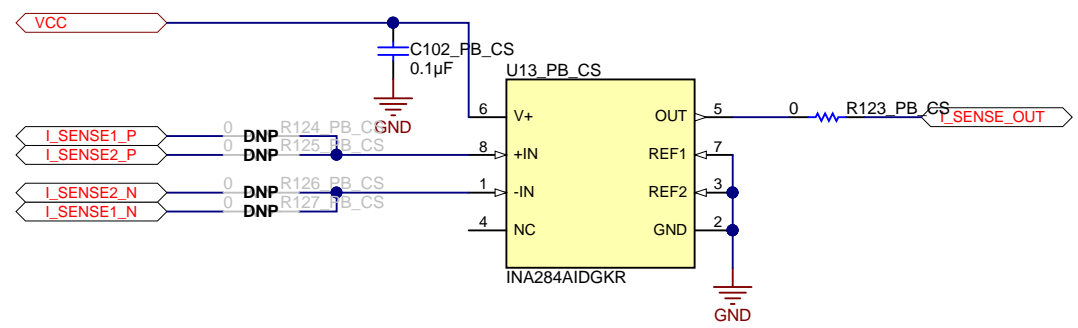 VCC
C102_PB_CS
0.1µF
GND
U13_PB_CS
6 V+ OUT 5
0 R123_PB_CS
I_SENSE_OUT
I_SENSE1_P 0 DNP R124_PB_CS
I_SENSE2_P 0 DNP R125_PB_CS
8 +IN REF1 7
I_SENSE2_N 0 DNP R126_PB_CS
1 -IN REF2 3
I_SENSE1_N 0 DNP R127_PB_CS
4 NC GND 2
INA284AIDGKR
GND